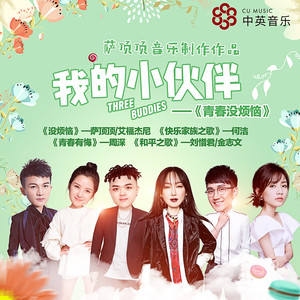 CU MUSIC
中英音乐
萨顶顶音乐制作作品
我的小伙伴
THREE BUDDIES
——《青春没烦恼》
《没烦恼》—萨顶顶/艾福杰尼 《快乐家族之歌》—何洁
《青春有悔》—周深 《和平之歌》—刘惜君/金志文